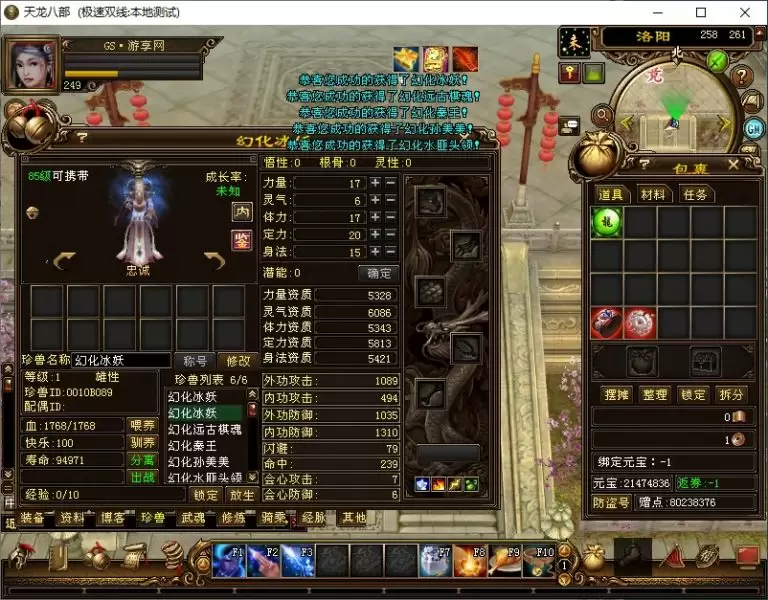 天龙八部 (极速双线:本地测试)
GS·游享网
249
洛阳
258 261
北
竞
GM
恭喜您成功的获得了幻化冰妖!
恭喜您成功的获得了幻化远古棋魂!
恭喜您成功的获得了幻化秦王!
恭喜您成功的获得了幻化孙美美!
恭喜您成功的获得了幻化水匪头领!
幻化冰
85级可携带
成长率:
未知
内
鉴
忠诚
悟性:0 根骨:0 灵性:0
力量: 17
灵气: 6
体力: 17
定力: 20
身法: 15
潜能:0 确定
力量资质 5328
灵气资质 6086
体力资质 5343
定力资质 5813
身法资质 5421
珍兽名称 幻化冰妖 称号 修改
等级:1 雄性
珍兽ID:0010B089
配偶ID:
血:1768/1768 喂养
快乐:100 驯养
寿命:94971 分离
出战
经验:0/10
珍兽列表 6/6
幻化冰妖
幻化冰妖
幻化远古棋魂
幻化秦王
幻化孙美美
幻化水匪头领
锁定 放生
外功攻击: 1089
内功攻击: 494
外功防御: 1035
内功防御: 1310
闪避: 79
命中: 239
会心攻击: 7
会心防御: 6
装备 资料 博客 珍兽 武魂 修炼 骑乘 经脉 其他
包裹
道具 材料 任务
龍
摆摊 整理 锁定 拆分
0
1
绑定元宝:-1
元宝:21474836 返券:-1
防盗号 赠点:80238376
F1 F2 F3 F7 F8 F9 F10
1